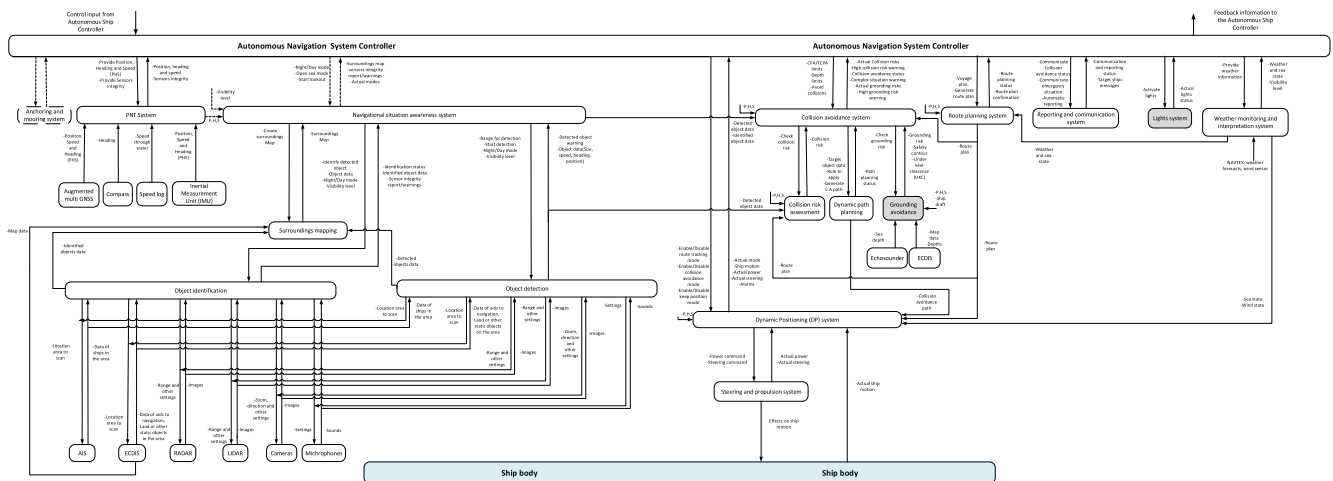 Control input from
Autonomous Ship
Controller
Feedback information to
the Autonomous Ship
Controller
Autonomous Navigation System Controller
Autonomous Navigation System Controller
-Provide Position,
Heading and Speed
(PHS)
-Provide Sensors
integrity
-Position, heading
and speed
-Sensors integrity
-Visibility
level
-Night/Day mode
-Open sea mode
-Start lookout
-Surroundings map
-sensors integrity
report/warnings
-Actual modes
-CPA/TCPA
limits
-Depth
limits
-Avoid
collisions
-Actual Collision risks
-High collision risk warning
-Collision avoidance status
-Complex situation warning
-Actual grounding risks
-High grounding risk
warning
-Voyage
plan,
-Generate
route plan
-Route
planning
status
-Route plan
confirmation
-Communicate
Collision
avoidance status
-Communicate
emergency
situation
-Automatic
reporting
-Communication
and reporting
status
-Target ships
messages
-Activate
lights
-Actual
lights
status
-Provide
weather
information
-Weather
and sea
state
-Visibility
level
Anchoring and
mooring system
PNT System
P,H,S
Navigational situation awareness system
-P,H,S
Collision avoidance system
-P,H,S
Route planning system
Reporting and communication
system
Lights system
Weather monitoring and
interpretation system
-Position,
Speed and
Heading
(PHS)
-Heading
-Speed
through
water
-Position,
Speed
and
Heading
(PHS)
Augmented
multi GNSS
Compass
Speed log
Inertial
Measurement
Unit (IMU)
-Create
surroundings
Map
-Surroundings
Map
-Identify detected
object
-Object data
-Night/Day mode
-Visibility level
-Identification status
-Identified object data
-Sensor integrity
report/warnings
-Range for detection
-Start detection
-Night/Day mode
-Visibility level
-Detected object
warning
-Object data(Size,
speed, heading,
position)
-Detected
object data
-Identified
object data
-Check
collision
risk
-Collision
risk
-Target
object data
-Rule to
apply
-Generate
C.A path
-Path
planning
status
-Check
grounding
risk
-Grounding
risk
-Safety
contour
-Under
keel
clearance
(UKC)
-Route
plan
-Weather
and sea
state
NAVTEX, weather
forecasts, wind sensor
-Detected
object data
-P,H,S
Collision risk
assessment
Dynamic path
planning
Grounding
avoidance
-P,H,S
-Ship
draft
-Sea
depth
-Map
data
-Depths
Echosounder
ECDIS
-Map data
Surroundings mapping
-Identified
objects data
-Detected
objects data
-Route
plan
-Route
plan
-Enable/Disable
route tracking
mode
-Enable/Disable
collision
avoidance
mode
-Enable/Disable
keep position
mode
-Actual mode
-Ship motion
-Actual power
-Actual steering
-Alarms
-Collision
avoidance
path
-Sea state
-Wind state
Object identification
Object detection
-Location area
to scan
-Data of
ships in
the area
-Location
area to
scan
-Data of aids to
navigation,
Land or other
static objects
on the area
-Range and
other
settings
-Images
-Settings
-Sounds
-Zoom,
direction
and
other
settings
-Images
-Range and
other
settings
-Images
-P,H,S
Dynamic Positioning (DP) system
-Location
area to
scan
-Data of
ships in
the area
-Location
area to
scan
-Data of aids to
navigation,
Land or other
static objects
in the area
-Range and
other
settings
-Images
-Range and
other
settings
-Images
-Zoom,
direction and
other
settings
-Images
-Settings
-Sounds
-Power command
-Steering command
-Actual power
-Actual steering
Steering and propulsion system
-Actual ship
motion
Effects on ship
motion
AIS
ECDIS
RADAR
LIDAR
Cameras
Michrophones
Ship body
Ship body